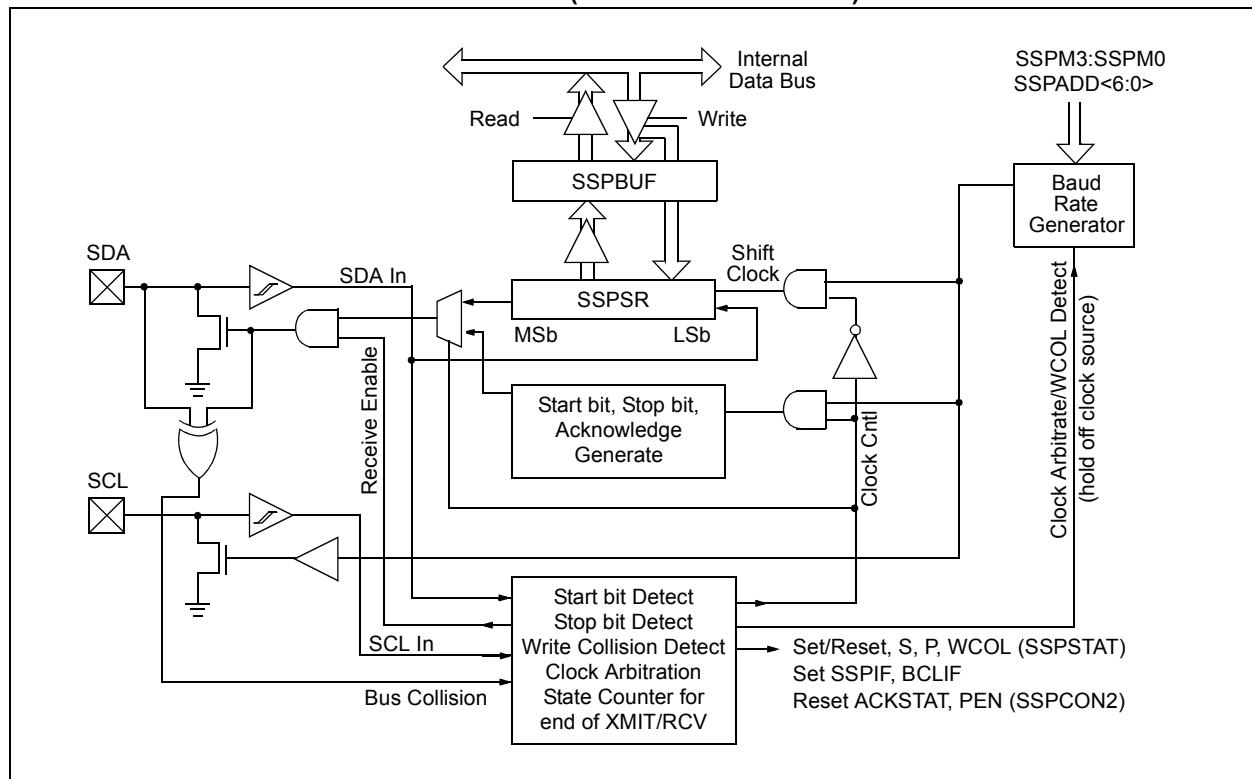 Internal
Data Bus
SSPM3:SSPM0
SSPADD<6:0>
Read
Write
SSPBUF
Baud
Rate
Generator
SDA
SDA In
Shift
Clock
SSPSR
MSb
LSb
Start bit, Stop bit,
Acknowledge
Generate
Receive Enable
Clock Cntl
Clock Arbitrate/WCOL Detect
(hold off clock source)
SCL
SCL In
Bus Collision
Start bit Detect
Stop bit Detect
Write Collision Detect
Clock Arbitration
State Counter for
end of XMIT/RCV
Set/Reset, S, P, WCOL (SSPSTAT)
Set SSPIF, BCLIF
Reset ACKSTAT, PEN (SSPCON2)